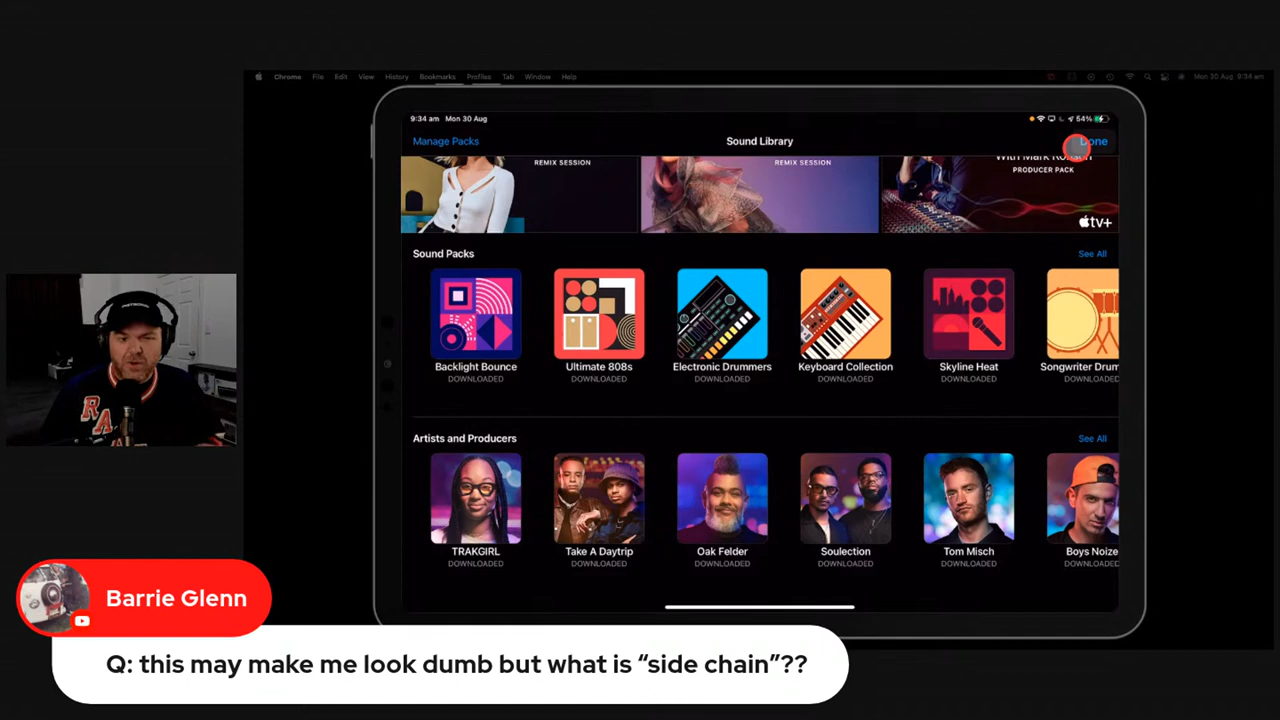 Chrome File Edit View History Bookmarks Profiles Tab Window Help
Mon 30 Aug 9:34 am
9:34 am Mon 30 Aug
54%
Manage Packs
Sound Library
Done
REMIX SESSION
REMIX SESSION
With Mark Ronson
PRODUCER PACK
tv+
Sound Packs
See All
Backlight Bounce
DOWNLOADED
Ultimate 808s
DOWNLOADED
Electronic Drummers
DOWNLOADED
Keyboard Collection
DOWNLOADED
Skyline Heat
DOWNLOADED
Songwriter Drum
DOWNLOADED
Artists and Producers
See All
TRAKGIRL
DOWNLOADED
Take A Daytrip
DOWNLOADED
Oak Felder
DOWNLOADED
Soulection
DOWNLOADED
Tom Misch
DOWNLOADED
Boys Noize
DOWNLOADED
Barrie Glenn
Q: this may make me look dumb but what is “side chain”??